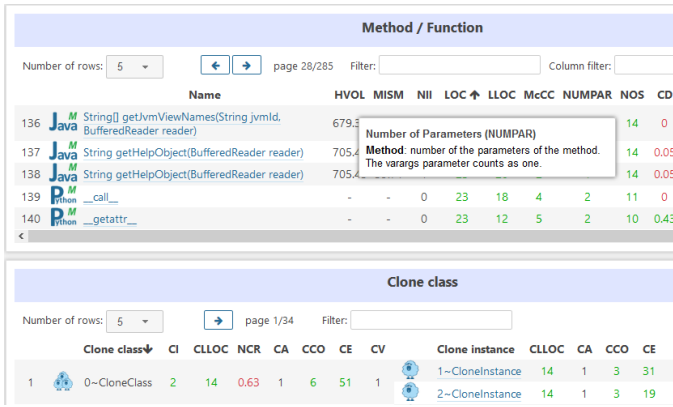 Method / Function
Number of rows: 5 page 28/285 Filter: Column filter:
Name HVOL MISM NII LOC LLOC McCC NUMPAR NOS CD
136 Java M String[] getJvmViewNames(String jvmId, BufferedReader reader) 679.3 14 0
Number of Parameters (NUMPAR)
Method: number of the parameters of the method.
The varargs parameter counts as one.
137 Java M String getHelpObject(BufferedReader reader) 705.4 14 0.05
138 Java M String getHelpObject(BufferedReader reader) 705.4 14 0.05
139 Python M __call__ - - 0 23 18 4 2 11 0
140 Python M __getattr__ - - 0 23 12 5 2 10 0.43
Clone class
Number of rows: 5 page 1/34 Filter:
Clone class CI CLLOC NCR CA CCO CE CV Clone instance CLLOC CA CCO CE
1 0~CloneClass 2 14 0.63 1 6 51 1 1~CloneInstance 14 1 3 31
2~CloneInstance 14 1 3 19